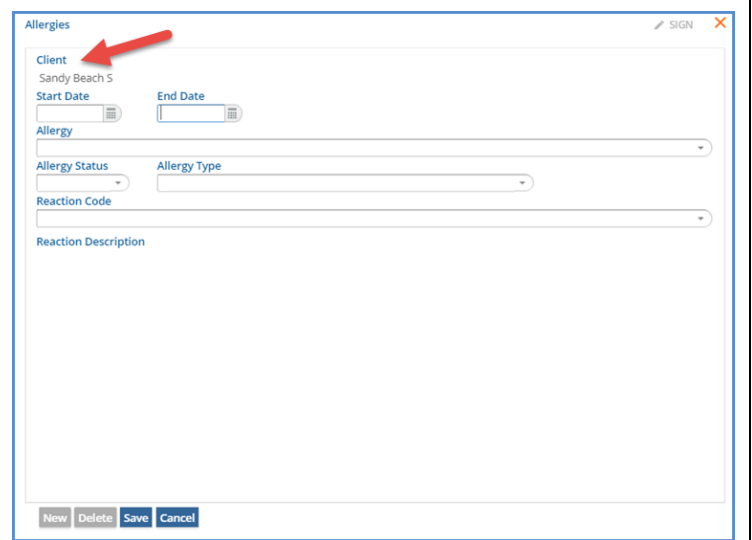 Allergies SIGN
Client
Sandy Beach S
Start Date End Date
Allergy
Allergy Status Allergy Type
Reaction Code
Reaction Description
New Delete Save Cancel